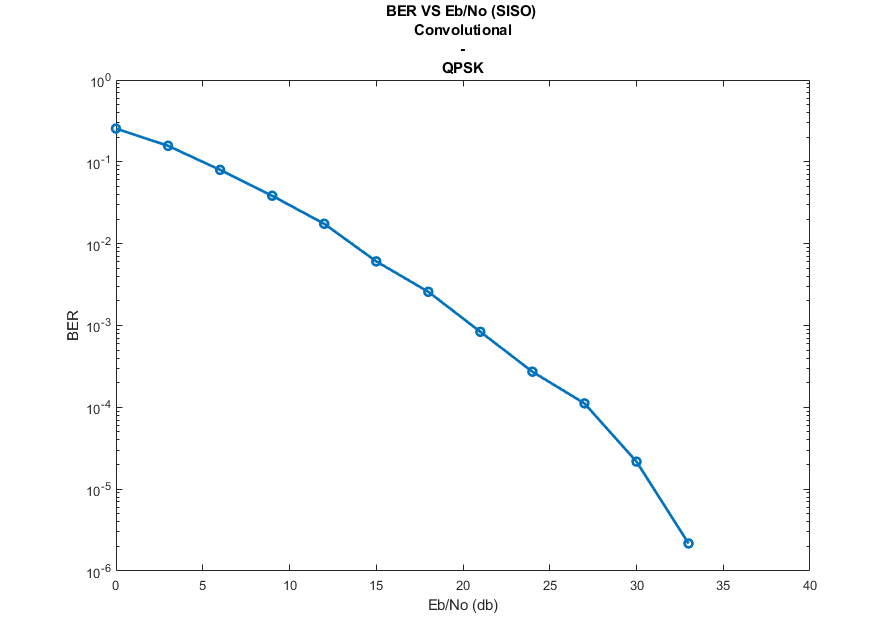 BER VS Eb/No (SISO)
Convolutional
-
QPSK
10^0
10^-1
10^-2
10^-3
10^-4
10^-5
10^-6
BER
0 5 10 15 20 25 30 35 40
Eb/No (db)